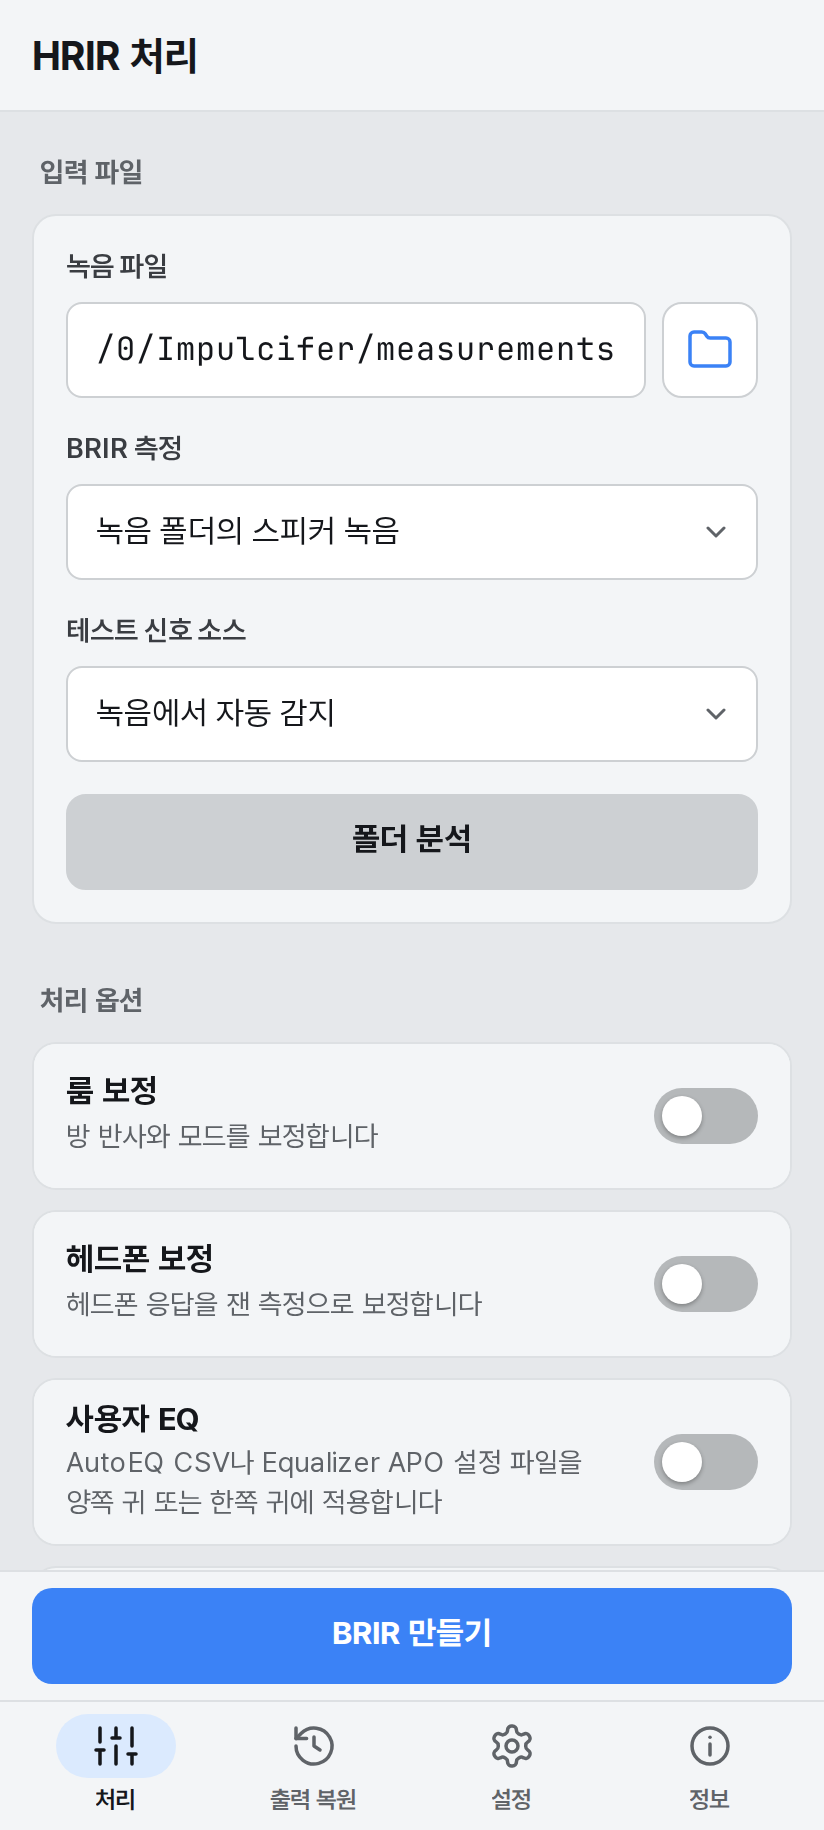 HRIR 처리
입력 파일
녹음 파일
/0/Impulcifer/measurements
BRIR 측정
녹음 폴더의 스피커 녹음
테스트 신호 소스
녹음에서 자동 감지
폴더 분석
처리 옵션
룸 보정
방 반사와 모드를 보정합니다
헤드폰 보정
헤드폰 응답을 잰 측정으로 보정합니다
사용자 EQ
AutoEQ CSV나 Equalizer APO 설정 파일을
양쪽 귀 또는 한쪽 귀에 적용합니다
BRIR 만들기
처리
출력 복원
설정
정보